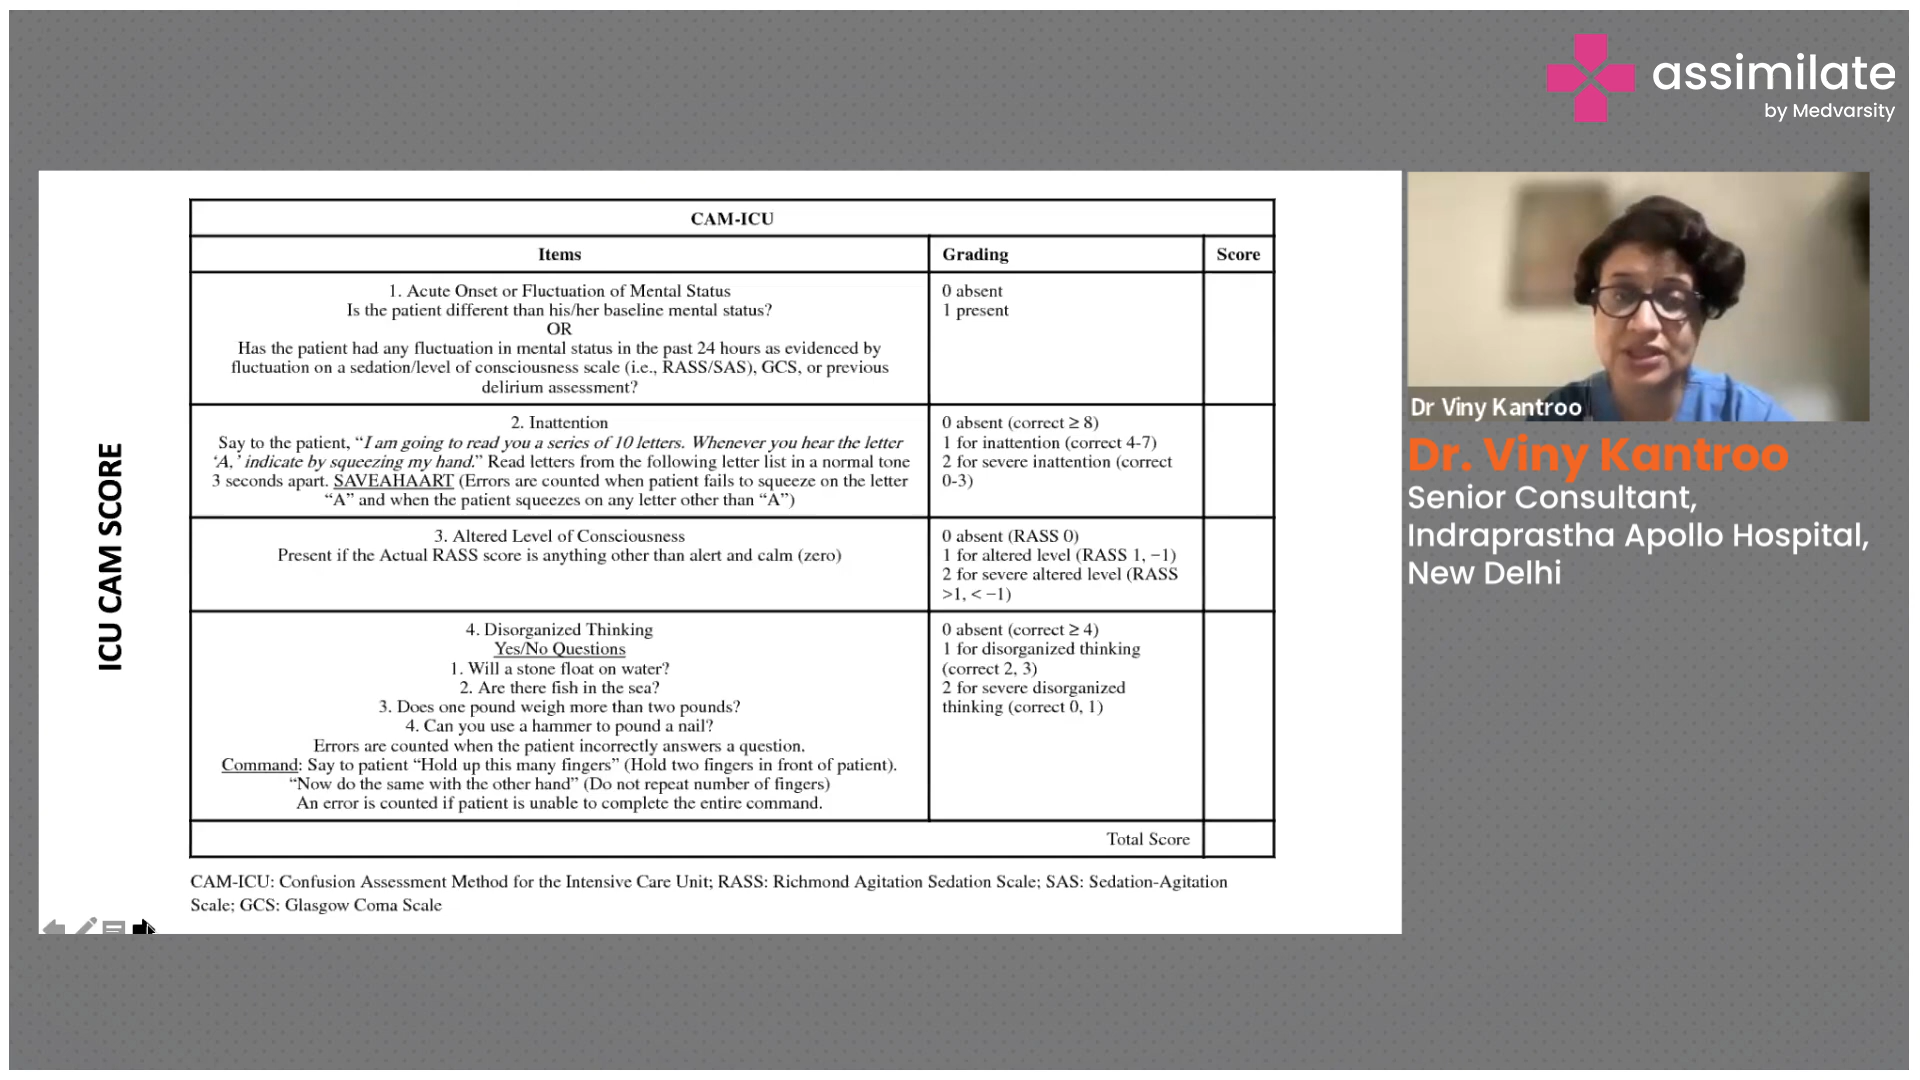 assimilate
by Medvarsity
ICU CAM SCORE
CAM-ICU
Items
Grading
Score
1. Acute Onset or Fluctuation of Mental Status
Is the patient different than his/her baseline mental status?
OR
Has the patient had any fluctuation in mental status in the past 24 hours as evidenced by
fluctuation on a sedation/level of consciousness scale (i.e., RASS/SAS), GCS, or previous
delirium assessment?
0 absent
1 present
2. Inattention
Say to the patient, “I am going to read you a series of 10 letters. Whenever you hear the letter
‘A,’ indicate by squeezing my hand.” Read letters from the following letter list in a normal tone
3 seconds apart. SAVEAHAART (Errors are counted when patient fails to squeeze on the letter
“A” and when the patient squeezes on any letter other than “A”)
0 absent (correct ≥ 8)
1 for inattention (correct 4-7)
2 for severe inattention (correct
0-3)
3. Altered Level of Consciousness
Present if the Actual RASS score is anything other than alert and calm (zero)
0 absent (RASS 0)
1 for altered level (RASS 1, −1)
2 for severe altered level (RASS
>1, < −1)
4. Disorganized Thinking
Yes/No Questions
1. Will a stone float on water?
2. Are there fish in the sea?
3. Does one pound weigh more than two pounds?
4. Can you use a hammer to pound a nail?
Errors are counted when the patient incorrectly answers a question.
Command: Say to patient “Hold up this many fingers” (Hold two fingers in front of patient).
“Now do the same with the other hand” (Do not repeat number of fingers)
An error is counted if patient is unable to complete the entire command.
0 absent (correct ≥ 4)
1 for disorganized thinking
(correct 2, 3)
2 for severe disorganized
thinking (correct 0, 1)
Total Score
CAM-ICU: Confusion Assessment Method for the Intensive Care Unit; RASS: Richmond Agitation Sedation Scale; SAS: Sedation-Agitation
Scale; GCS: Glasgow Coma Scale
Dr Viny Kantroo
Dr. Viny Kantroo
Senior Consultant,
Indraprastha Apollo Hospital,
New Delhi